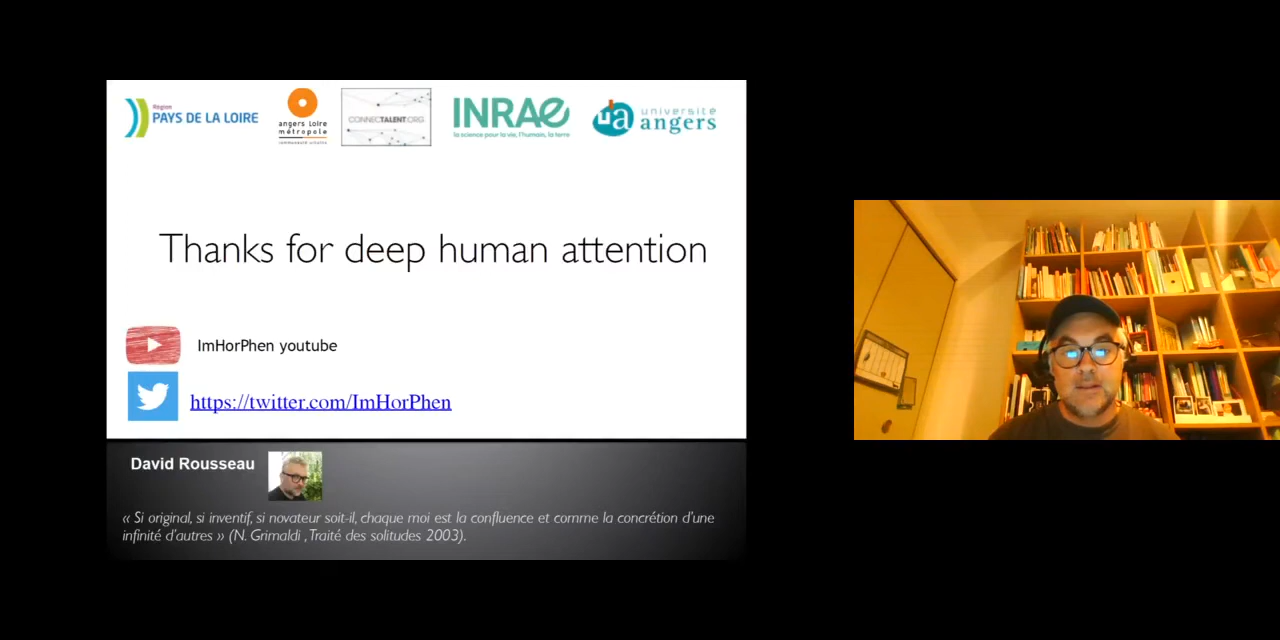 Région
PAYS DE LA LOIRE
angers Loire
métropole
communauté urbaine
CONNECTALENT.ORG
INRAE
la science pour la vie, l'humain, la terre
ua
université
angers
Thanks for deep human attention
ImHorPhen youtube
https://twitter.com/ImHorPhen
David Rousseau
« Si original, si inventif, si novateur soit-il, chaque moi est la confluence et comme la concrétion d'une
infinité d'autres » (N. Grimaldi , Traité des solitudes 2003).